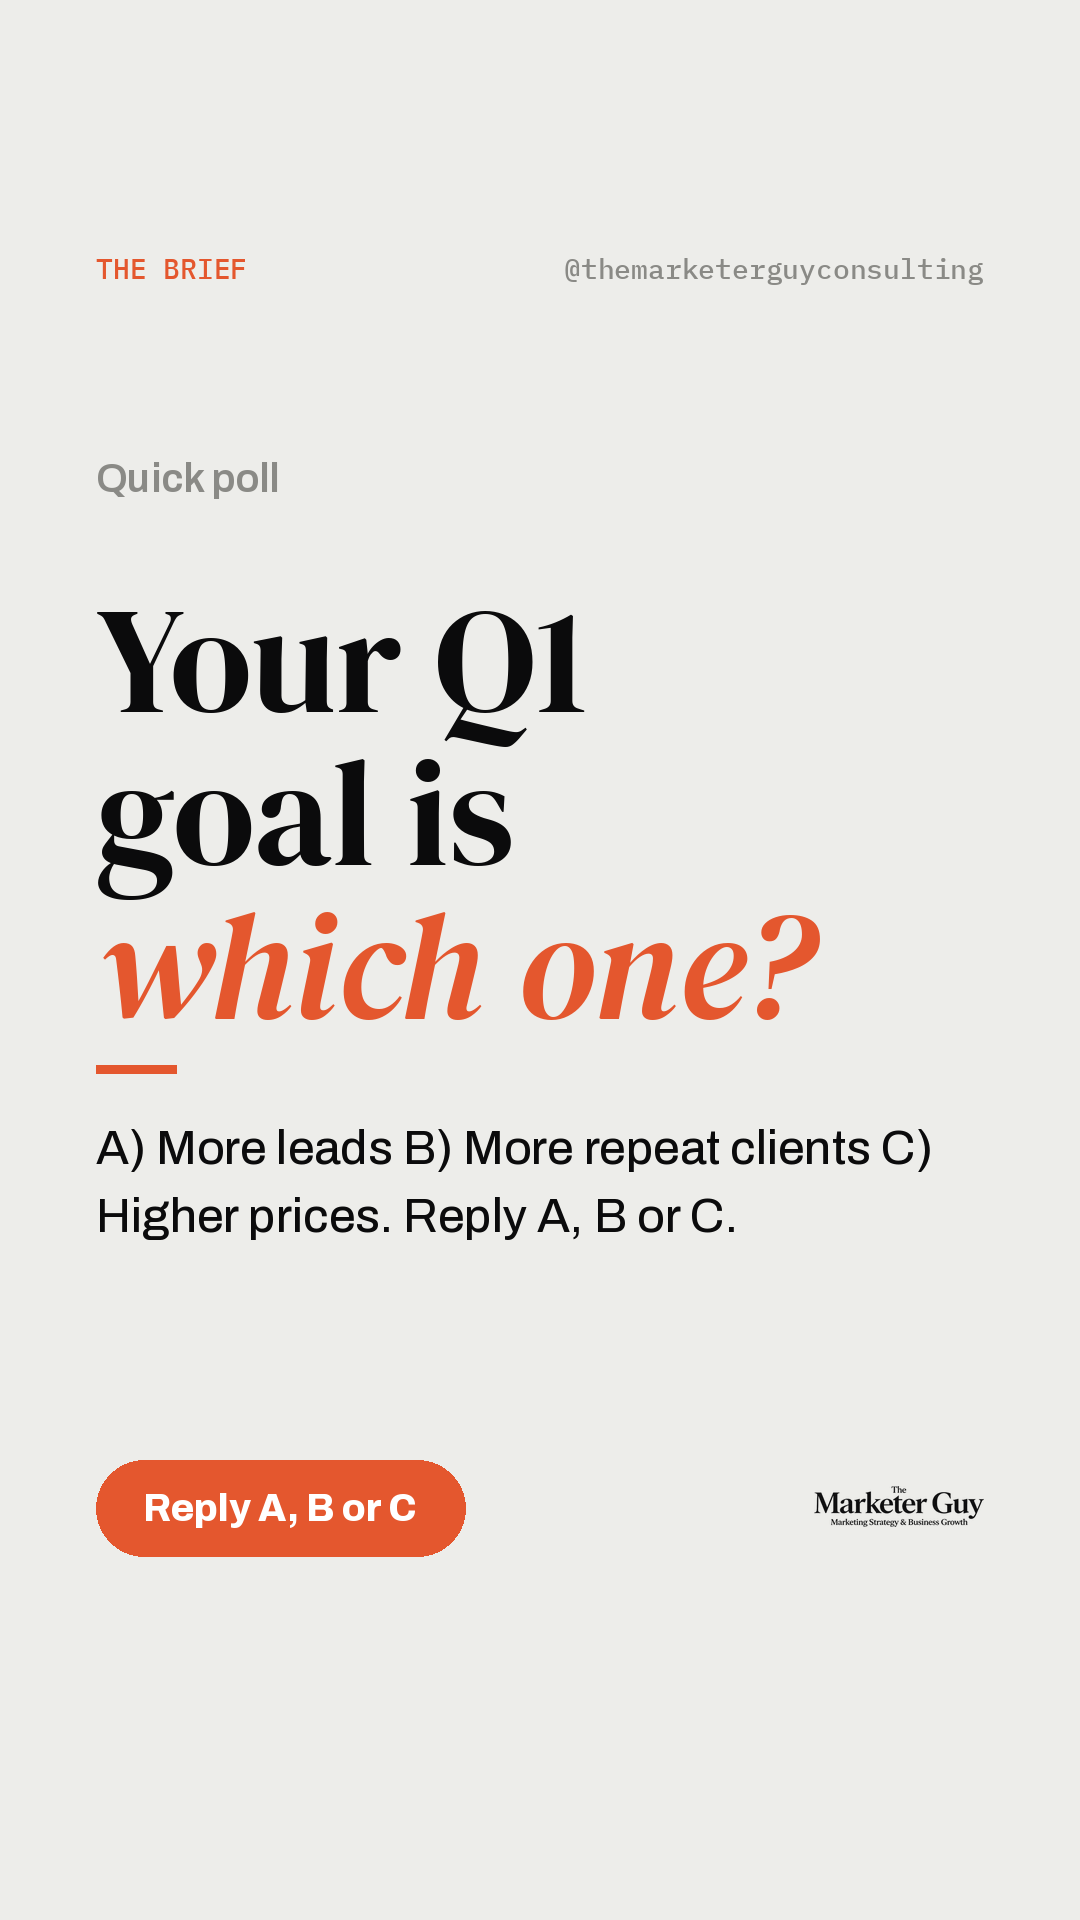 THE BRIEF
@themarketerguyconsulting
Quick poll
Your Q1
goal is
which one?
A) More leads B) More repeat clients C)
Higher prices. Reply A, B or C.
Reply A, B or C
The
Marketer Guy
Marketing Strategy & Business Growth